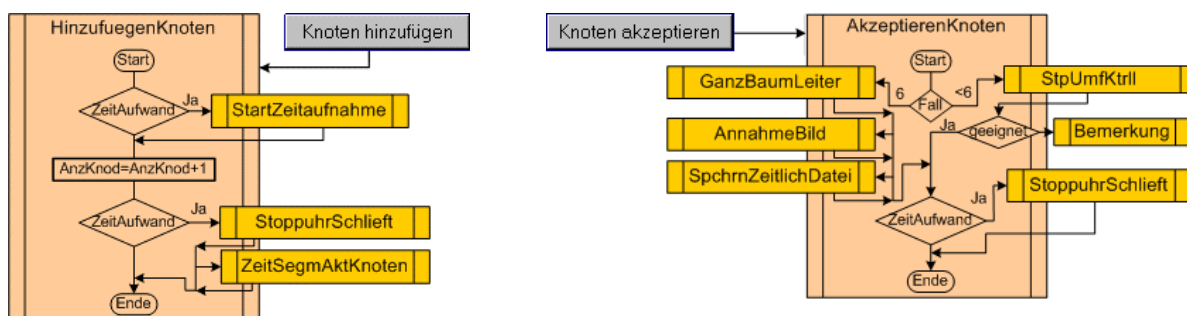 HinzufuegenKnoten
Knoten hinzufügen
Start
ZeitAufwand
Ja
StartZeitaufnahme
AnzKnod=AnzKnod+1
ZeitAufwand
Ja
StoppuhrSchlieft
ZeitSegmAktKnoten
Ende
Knoten akzeptieren
AkzeptierenKnoten
Start
GanzBaumLeiter
6
Fall
<6
StpUmfKtrll
AnnahmeBild
Ja
geeignet
Bemerkung
SpchrnZeitlichDatei
StoppuhrSchlieft
ZeitAufwand
Ja
Ende